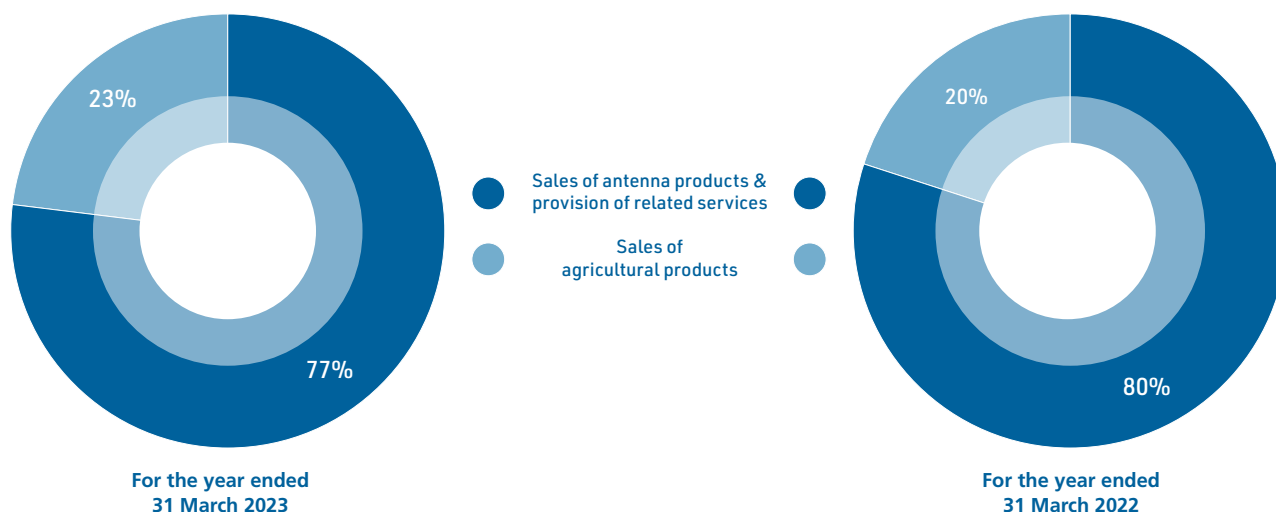 23%
77%
For the year ended
31 March 2023
Sales of antenna products &
provision of related services
Sales of
agricultural products
20%
80%
For the year ended
31 March 2022